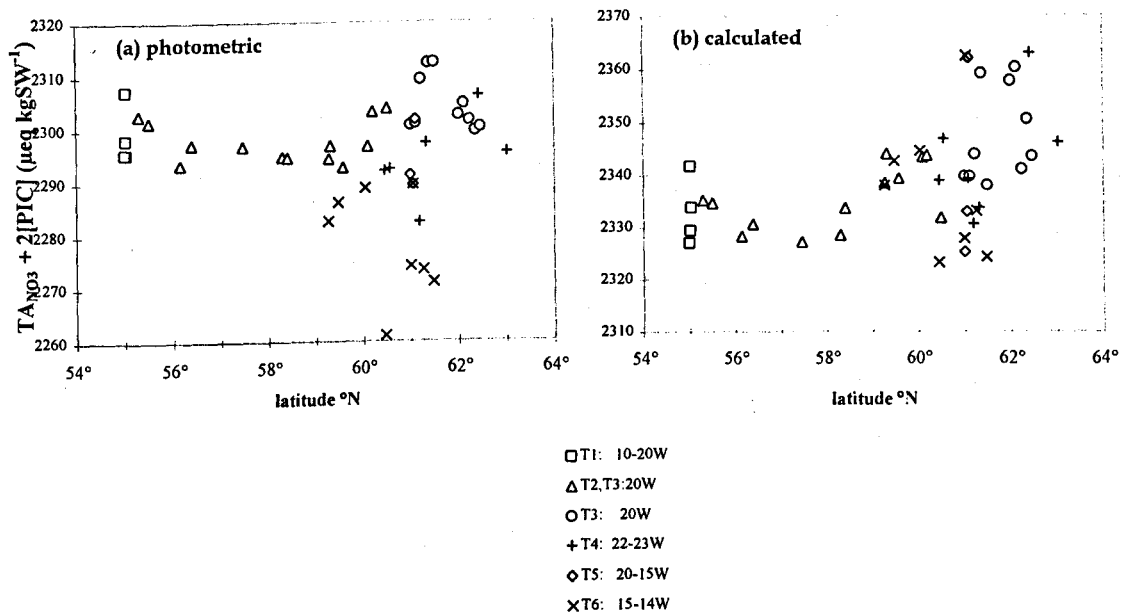 TA_NO3 + 2[PIC] (µeq kgSW⁻¹)
(a) photometric
2320
2310
2300
2290
2280
2270
2260
54° 56° 58° 60° 62° 64°
latitude °N
(b) calculated
2370
2360
2350
2340
2330
2320
2310
54° 56° 58° 60° 62° 64°
latitude °N
T1: 10-20W
T2,T3:20W
T3: 20W
T4: 22-23W
T5: 20-15W
T6: 15-14W